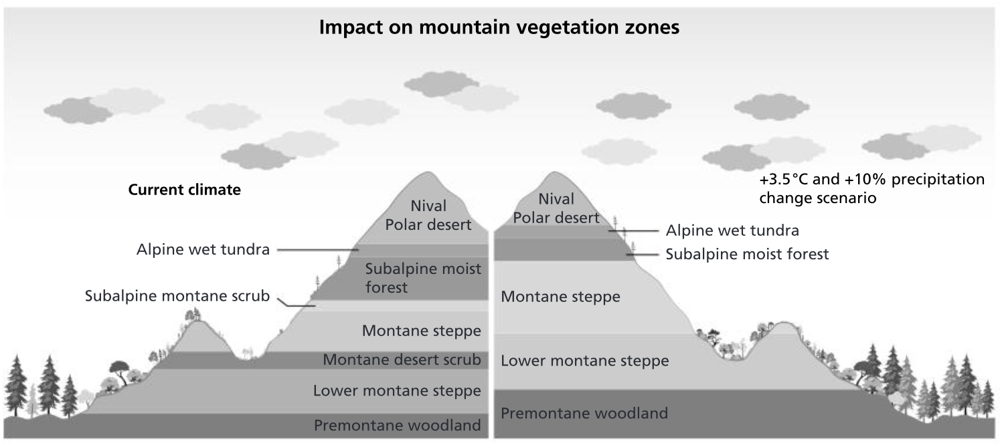 Impact on mountain vegetation zones
Current climate
Nival
Polar desert
Alpine wet tundra
Subalpine moist
forest
Subalpine montane scrub
Montane steppe
Montane desert scrub
Lower montane steppe
Premontane woodland
+3.5°C and +10% precipitation
change scenario
Nival
Polar desert
Alpine wet tundra
Subalpine moist forest
Montane steppe
Lower montane steppe
Premontane woodland